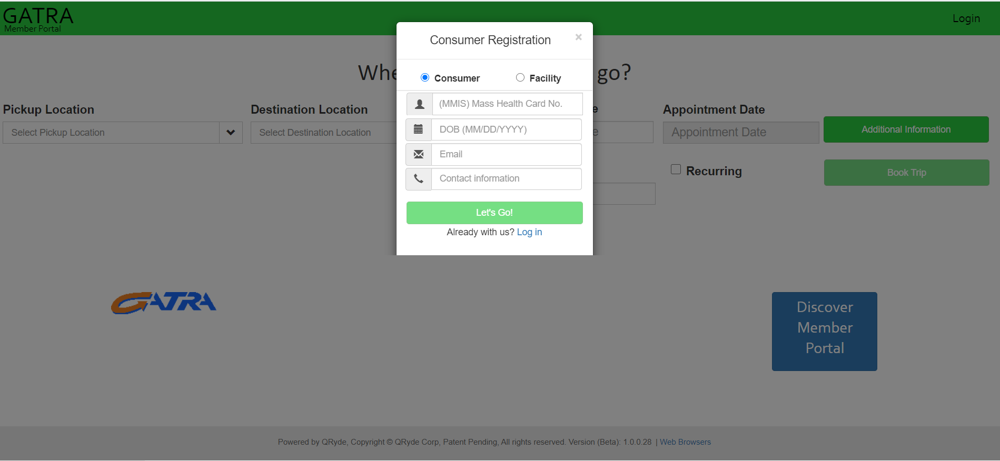 GATRA
Member Portal
Login
Consumer Registration
×
go?
Consumer
Facility
Pickup Location
Destination Location
Appointment Date
Select Pickup Location
Select Destination Location
Appointment Date
Additional Information
(MMIS) Mass Health Card No.
DOB (MM/DD/YYYY)
Email
Contact information
Recurring
Book Trip
Let's Go!
Already with us? Log in
GATRA
Discover
Member
Portal
Powered by QRyde, Copyright © QRyde Corp, Patent Pending, All rights reserved. Version (Beta): 1.0.0.28 | Web Browsers